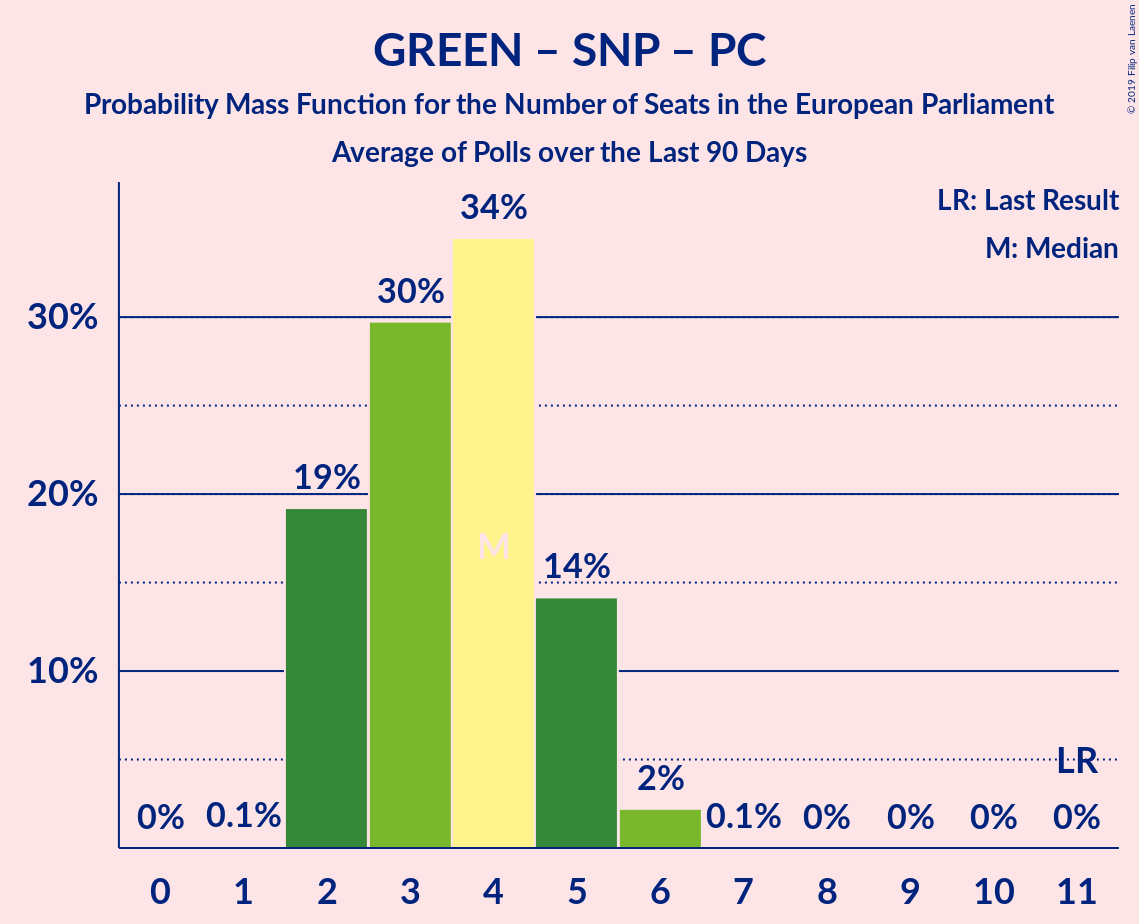 GREEN – SNP – PC
Probability Mass Function for the Number of Seats in the European Parliament
Average of Polls over the Last 90 Days
© 2019 Filip van Laenen
LR: Last Result
M: Median
34%
30%
30%
19%
20%
M
14%
10%
LR
2%
0% 0.1% 0.1% 0% 0% 0% 0%
0 1 2 3 4 5 6 7 8 9 10 11